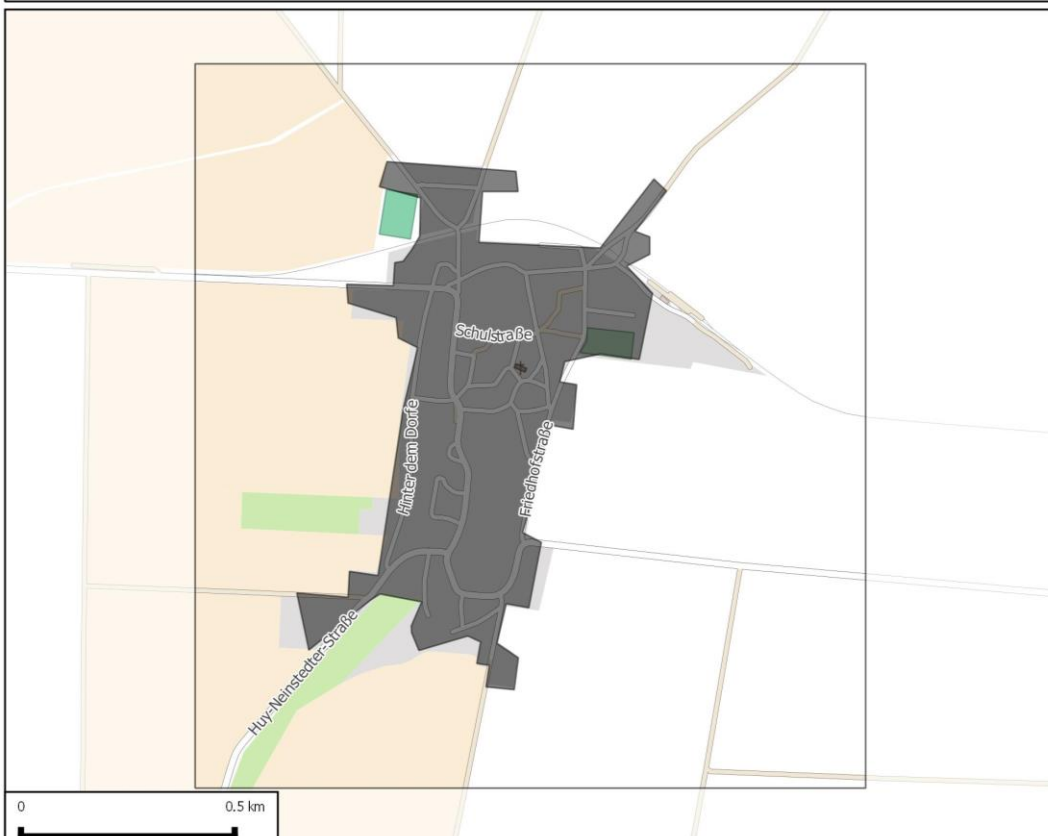 Schulstraße
Hinter dem Dorfe
Friedhofstraße
Huy-Neinstedter-Straße
0 0.5 km